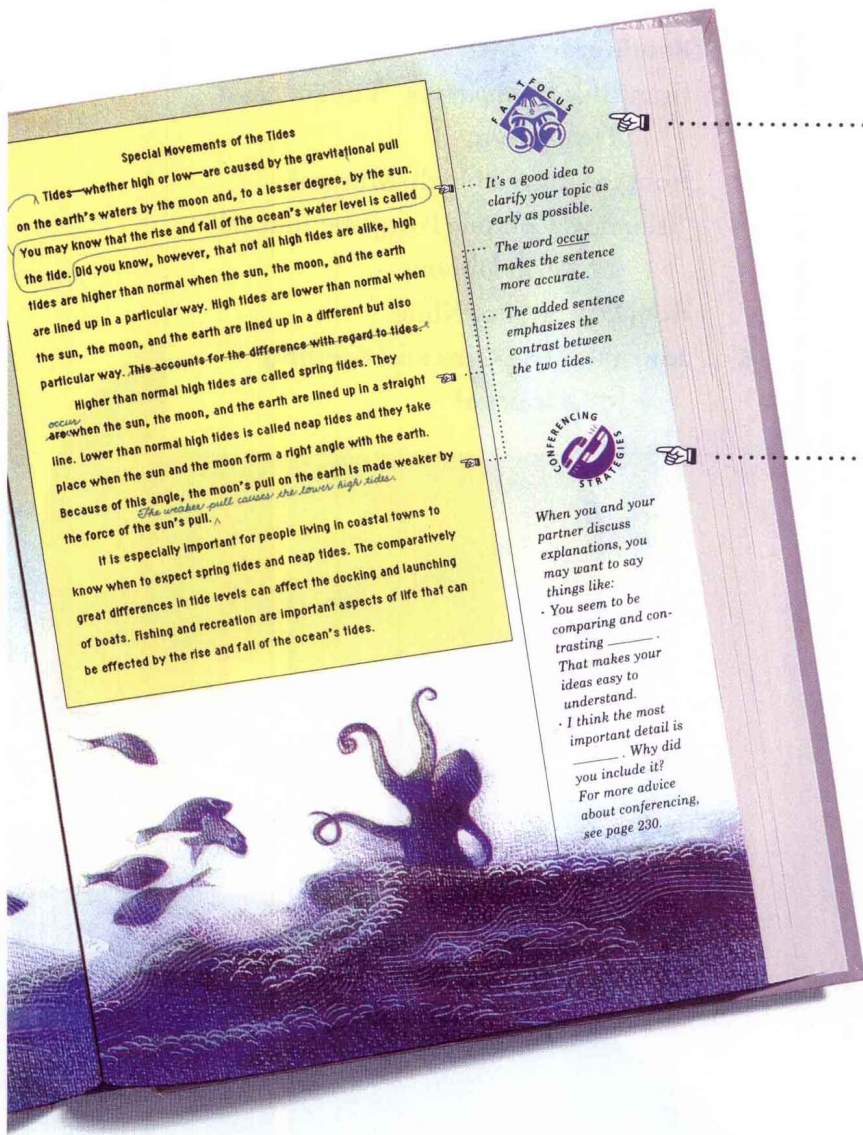 Special Movements of the Tides
Tides—whether high or low—are caused by the gravitational pull
on the earth's waters by the moon and, to a lesser degree, by the sun.
You may know that the rise and fall of the ocean's water level is called
the tide. Did you know, however, that not all high tides are alike, high
tides are higher than normal when the sun, the moon, and the earth
are lined up in a particular way. High tides are lower than normal when
the sun, the moon, and the earth are lined up in a different but also
particular way. This accounts for the difference with regard to tides.
Higher than normal high tides are called spring tides. They
occur
are when the sun, the moon, and the earth are lined up in a straight
line. Lower than normal high tides is called neap tides and they take
place when the sun and the moon form a right angle with the earth.
Because of this angle, the moon's pull on the earth is made weaker by
The weaker pull causes the lower high tides.
the force of the sun's pull.
It is especially important for people living in coastal towns to
know when to expect spring tides and neap tides. The comparatively
great differences in tide levels can affect the docking and launching
of boats. Fishing and recreation are important aspects of life that can
be effected by the rise and fall of the ocean's tides.
FAST FOCUS
It's a good idea to
clarify your topic as
early as possible.
The word occur
makes the sentence
more accurate.
The added sentence
emphasizes the
contrast between
the two tides.
CONFERENCING
STRATEGIES
When you and your
partner discuss
explanations, you
may want to say
things like:
· You seem to be
comparing and con-
trasting ______ .
That makes your
ideas easy to
understand.
· I think the most
important detail is
______ . Why did
you include it?
For more advice
about conferencing,
see page 230.